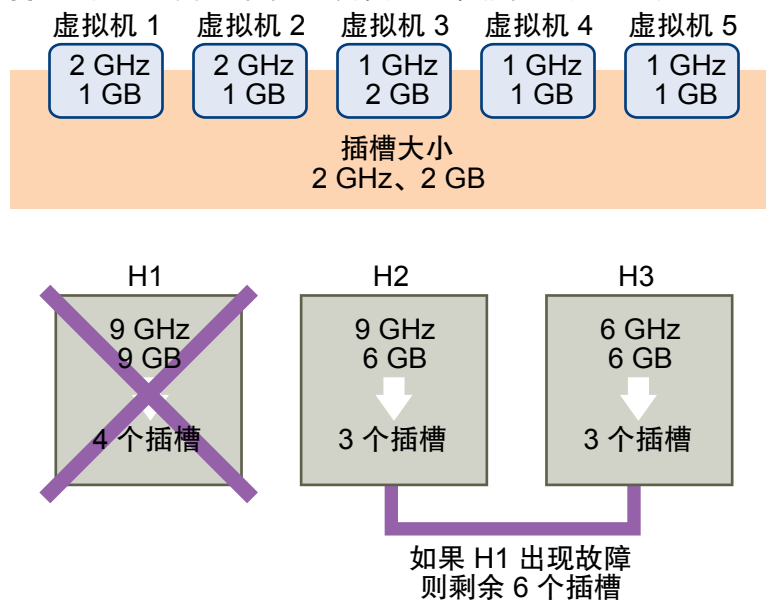 虚拟机 1 虚拟机 2 虚拟机 3 虚拟机 4 虚拟机 5
2 GHz 2 GHz 1 GHz 1 GHz 1 GHz
1 GB 1 GB 2 GB 1 GB 1 GB
插槽大小
2 GHz、2 GB
H1 H2 H3
9 GHz 9 GHz 6 GHz
9 GB 6 GB 6 GB
4 个插槽 3 个插槽 3 个插槽
如果 H1 出现故障
则剩余 6 个插槽